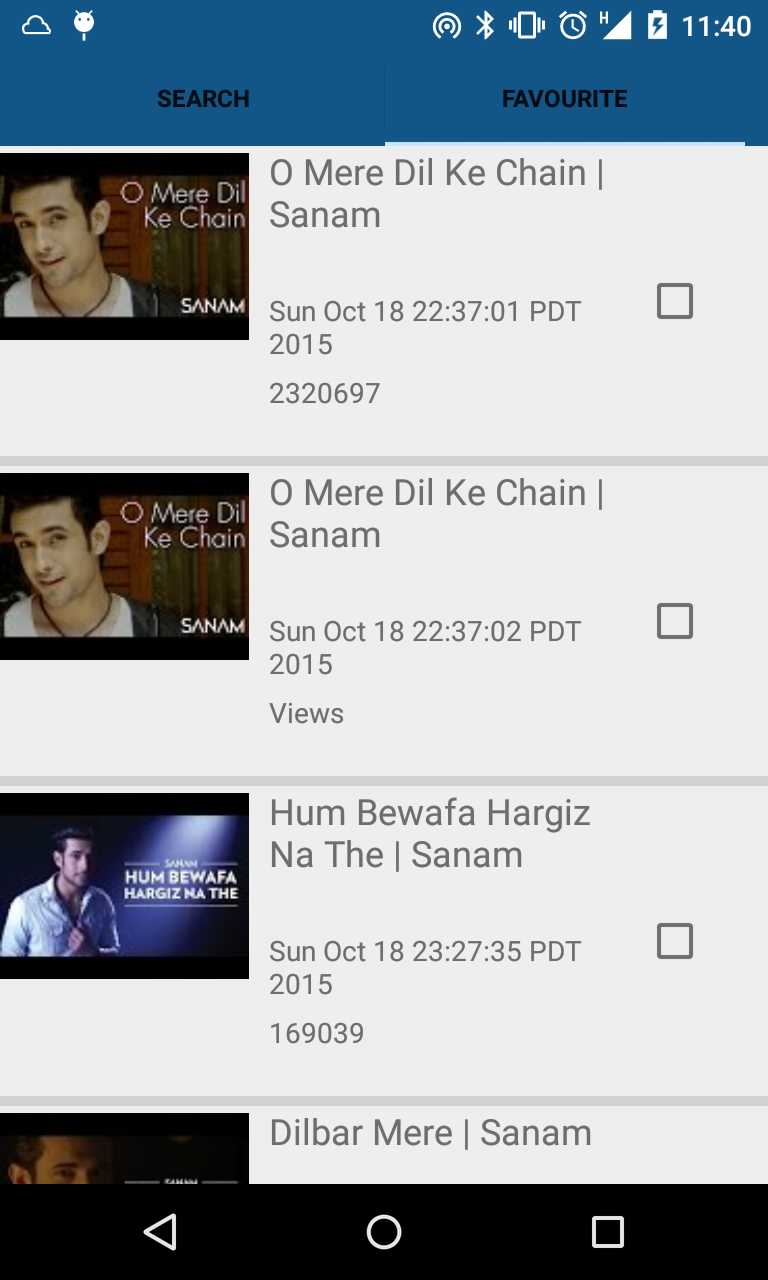 H 11:40
SEARCH FAVOURITE
O Mere Dil
Ke Chain
SANAM
O Mere Dil Ke Chain |
Sanam
Sun Oct 18 22:37:01 PDT
2015
2320697
O Mere Dil
Ke Chain
SANAM
O Mere Dil Ke Chain |
Sanam
Sun Oct 18 22:37:02 PDT
2015
Views
SANAM
HUM BEWAFA
HARGIZ NA THE
Hum Bewafa Hargiz
Na The | Sanam
Sun Oct 18 23:27:35 PDT
2015
169039
Dilbar Mere | Sanam